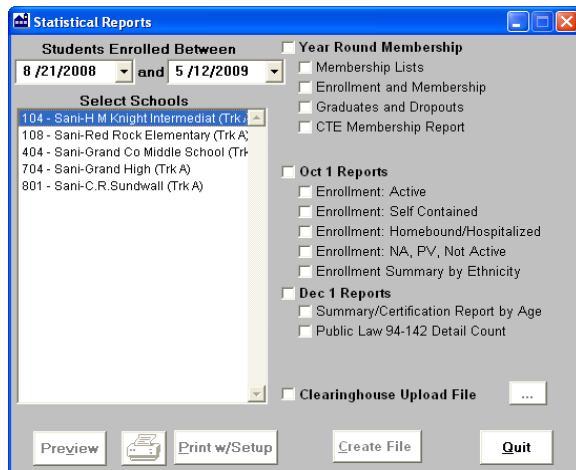 Statistical Reports
Students Enrolled Between
8 /21/2008 and 5 /12/2009
Select Schools
104 - Sani-H M Knight Intermediat (Trk A
108 - Sani-Red Rock Elementary (Trk A)
404 - Sani-Grand Co Middle School (Trk
704 - Sani-Grand High (Trk A)
801 - Sani-C.R.Sundwall (Trk A)
Year Round Membership
Membership Lists
Enrollment and Membership
Graduates and Dropouts
CTE Membership Report
Oct 1 Reports
Enrollment: Active
Enrollment: Self Contained
Enrollment: Homebound/Hospitalized
Enrollment: NA, PV, Not Active
Enrollment Summary by Ethnicity
Dec 1 Reports
Summary/Certification Report by Age
Public Law 94-142 Detail Count
Clearinghouse Upload File ...
Preview Print w/Setup Create File Quit